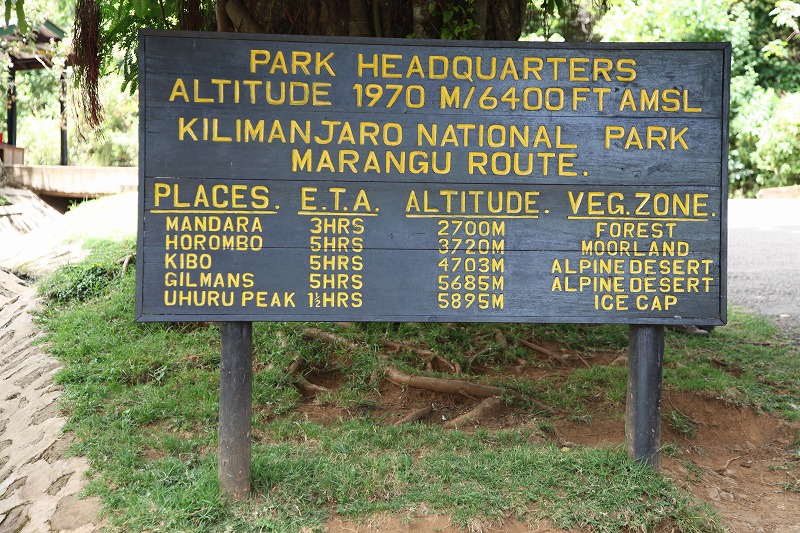 PARK HEADQUARTERS
ALTITUDE 1970 M/6400 FT AMSL
KILIMANJARO NATIONAL PARK
MARANGU ROUTE.
PLACES. E.T.A. ALTITUDE. VEG.ZONE.
MANDARA 3HRS 2700M FOREST
HOROMBO 5HRS 3720M MOORLAND
KIBO 5HRS 4703M ALPINE DESERT
GILMANS 5HRS 5685M ALPINE DESERT
UHURU PEAK 1½HRS 5895M ICE CAP